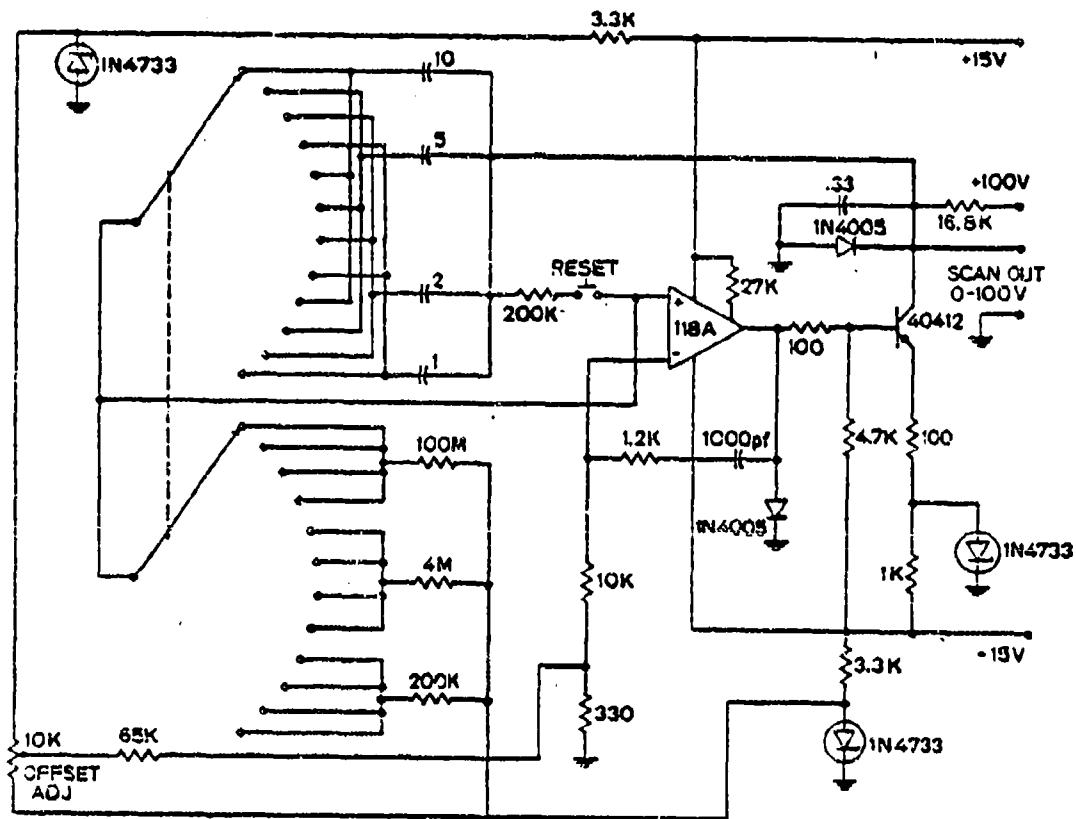 3.3K
1N4733
+15V
10
5
.33
+100V
1N4005
16.8K
RESET
SCAN OUT
0-100V
27K
2
200K
+
118A
-
40412
100
1
1.2K
1000pf
4.7K
100
100M
1N4005
1N4733
4M
10K
1K
-15V
3.3K
200K
330
10K
65K
1N4733
OFFSET
ADJ